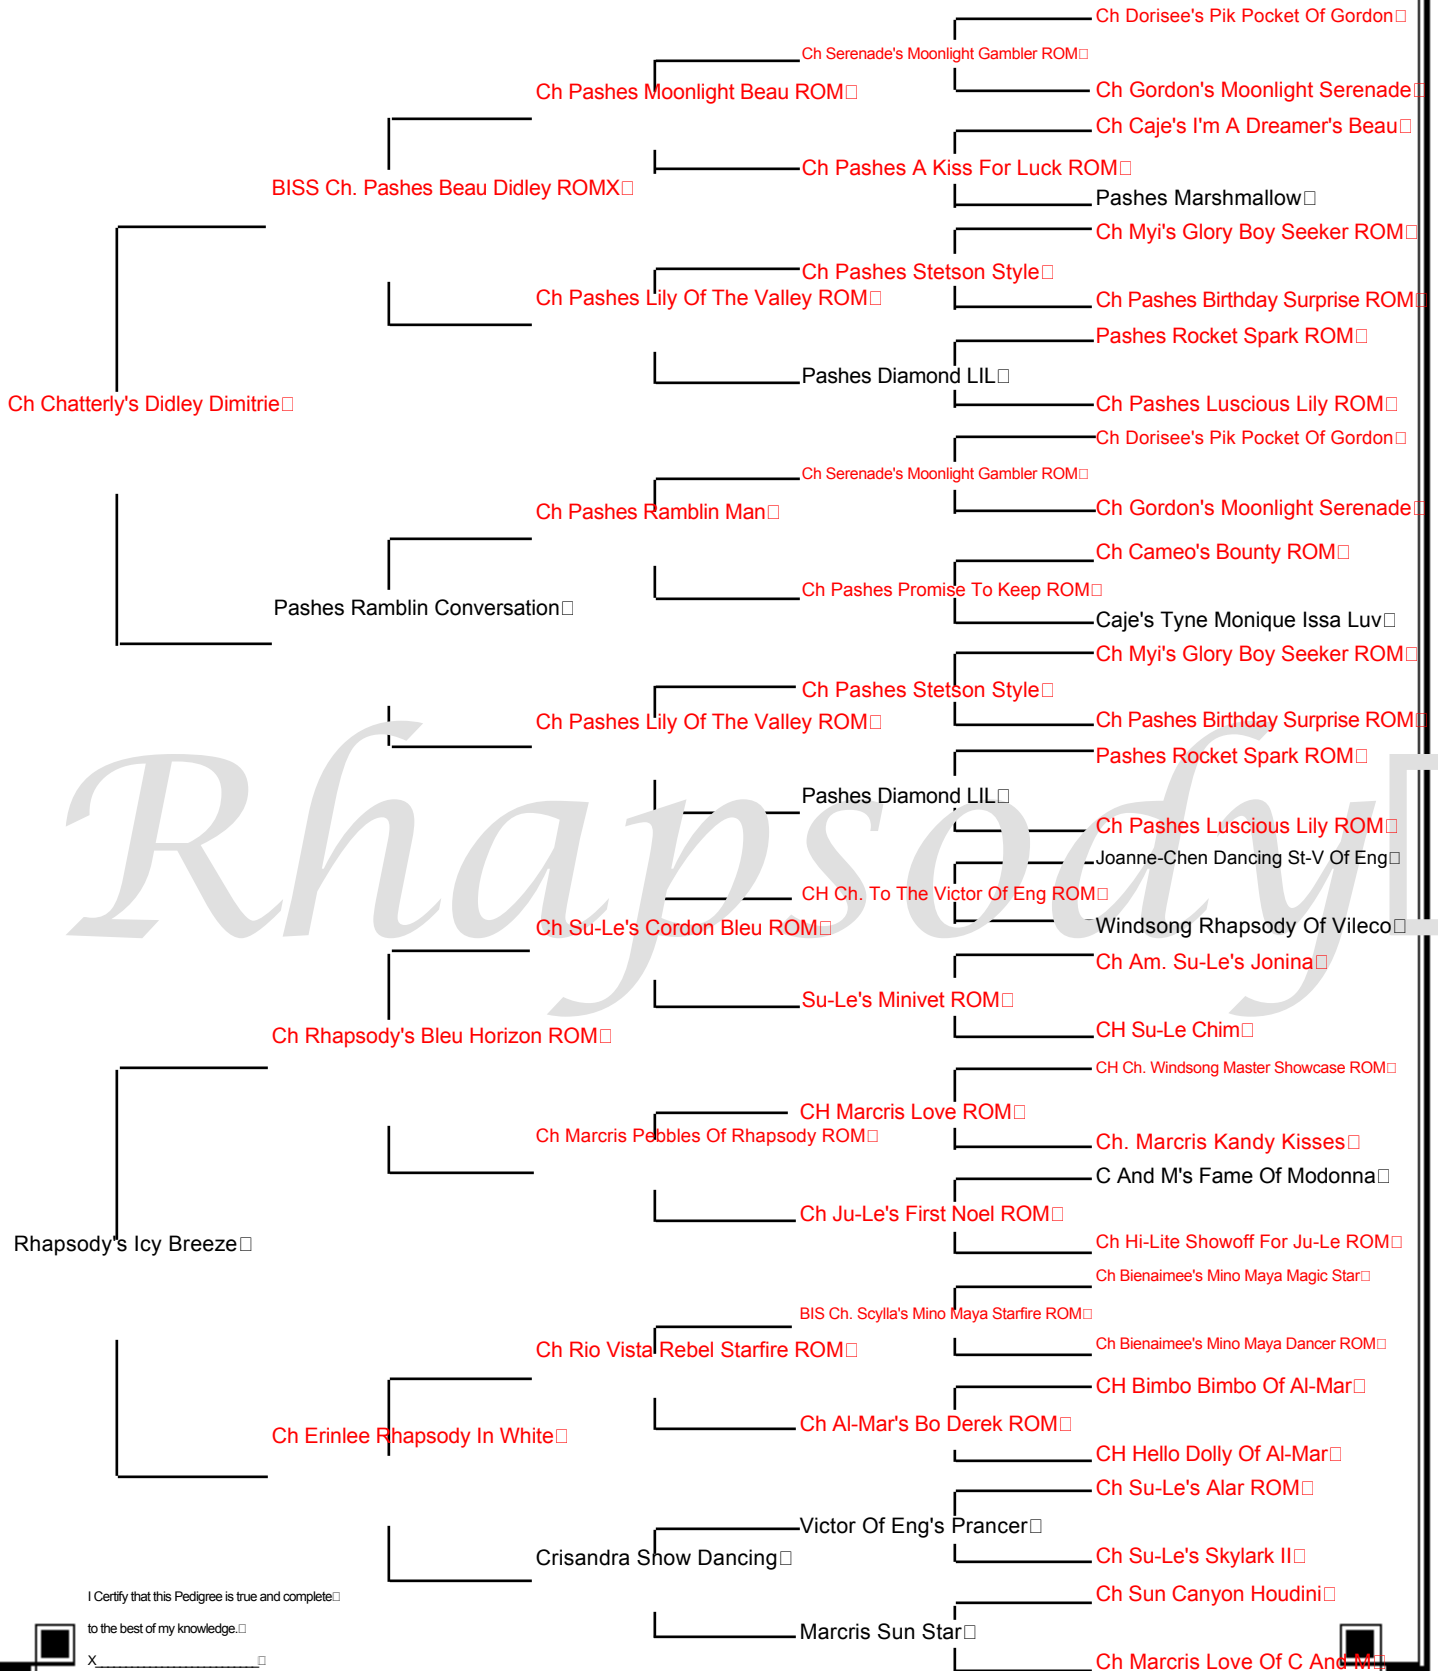 Ch Dorisee's Pik Pocket Of Gordon
Ch Serenade's Moonlight Gambler ROM
Ch Pashes Moonlight Beau ROM
Ch Gordon's Moonlight Serenade
Ch Caje's I'm A Dreamer's Beau
Ch Pashes A Kiss For Luck ROM
BISS Ch. Pashes Beau Didley ROMX
Pashes Marshmallow
Ch Myi's Glory Boy Seeker ROM
Ch Pashes Stetson Style
Ch Pashes Lily Of The Valley ROM
Ch Pashes Birthday Surprise ROM
Pashes Rocket Spark ROM
Pashes Diamond LIL
Ch Chatterly's Didley Dimitrie
Ch Pashes Luscious Lily ROM
Ch Dorisee's Pik Pocket Of Gordon
Ch Serenade's Moonlight Gambler ROM
Ch Pashes Ramblin Man
Ch Gordon's Moonlight Serenade
Ch Cameo's Bounty ROM
Ch Pashes Promise To Keep ROM
Pashes Ramblin Conversation
Caje's Tyne Monique Issa Luv
Ch Myi's Glory Boy Seeker ROM
Ch Pashes Stetson Style
Ch Pashes Lily Of The Valley ROM
Ch Pashes Birthday Surprise ROM
Pashes Rocket Spark ROM
Pashes Diamond LIL
Ch Pashes Luscious Lily ROM
Rhapsody
Joanne-Chen Dancing St-V Of Eng
CH Ch. To The Victor Of Eng ROM
Ch Su-Le's Cordon Bleu ROM
Windsong Rhapsody Of Vileco
Ch Am. Su-Le's Jonina
Su-Le's Minivet ROM
Ch Rhapsody's Bleu Horizon ROM
CH Su-Le Chim
CH Ch. Windsong Master Showcase ROM
CH Marcris Love ROM
Ch Marcris Pebbles Of Rhapsody ROM
Ch. Marcris Kandy Kisses
C And M's Fame Of Modonna
Ch Ju-Le's First Noel ROM
Rhapsody's Icy Breeze
Ch Hi-Lite Showoff For Ju-Le ROM
Ch Bienaimee's Mino Maya Magic Star
BIS Ch. Scylla's Mino Maya Starfire ROM
Ch Rio Vista Rebel Starfire ROM
Ch Bienaimee's Mino Maya Dancer ROM
CH Bimbo Bimbo Of Al-Mar
Ch Al-Mar's Bo Derek ROM
Ch Erinlee Rhapsody In White
CH Hello Dolly Of Al-Mar
Ch Su-Le's Alar ROM
Victor Of Eng's Prancer
Crisandra Snow Dancing
Ch Su-Le's Skylark II
Ch Sun Canyon Houdini
Marcris Sun Star
Ch Marcris Love Of C And M
I Certify that this Pedigree is true and complete
to the best of my knowledge.
X___________________________